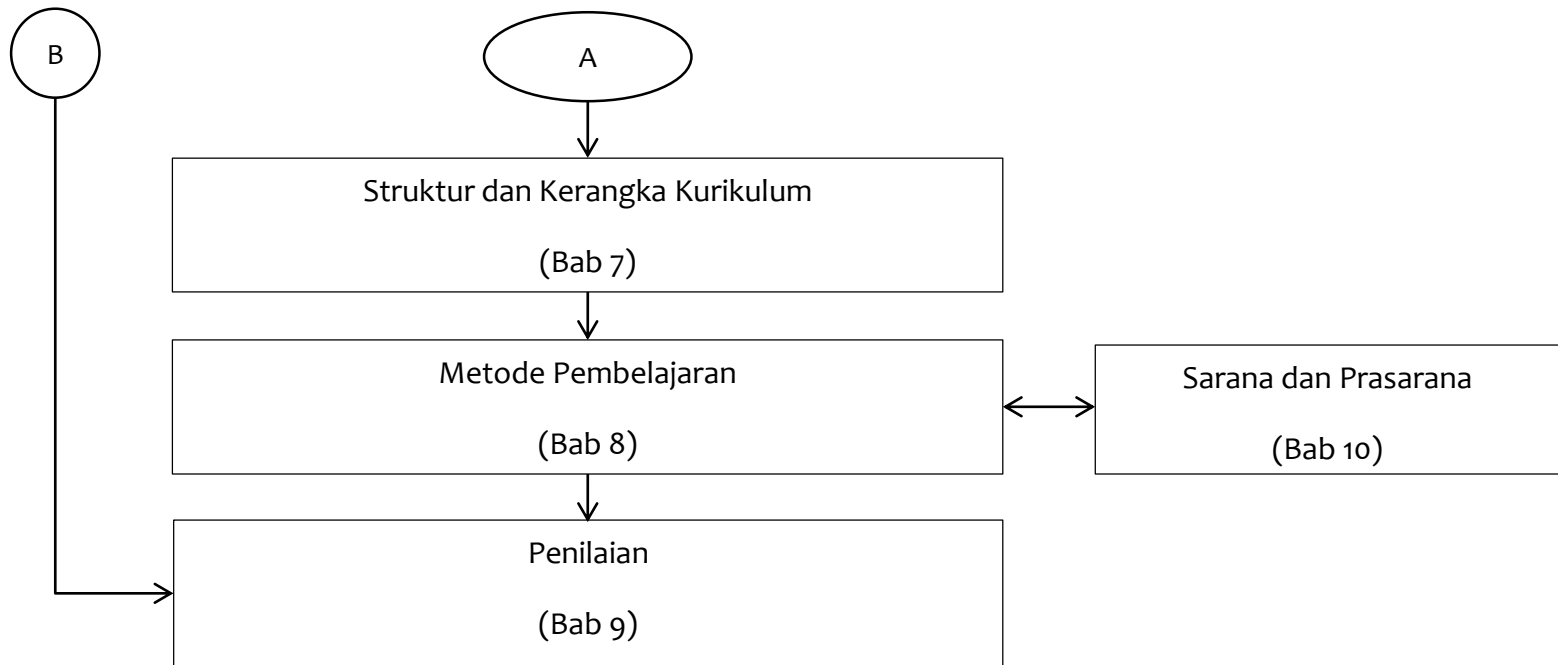 B
A
Struktur dan Kerangka Kurikulum
(Bab 7)
Metode Pembelajaran
(Bab 8)
Sarana dan Prasarana
(Bab 10)
Penilaian
(Bab 9)